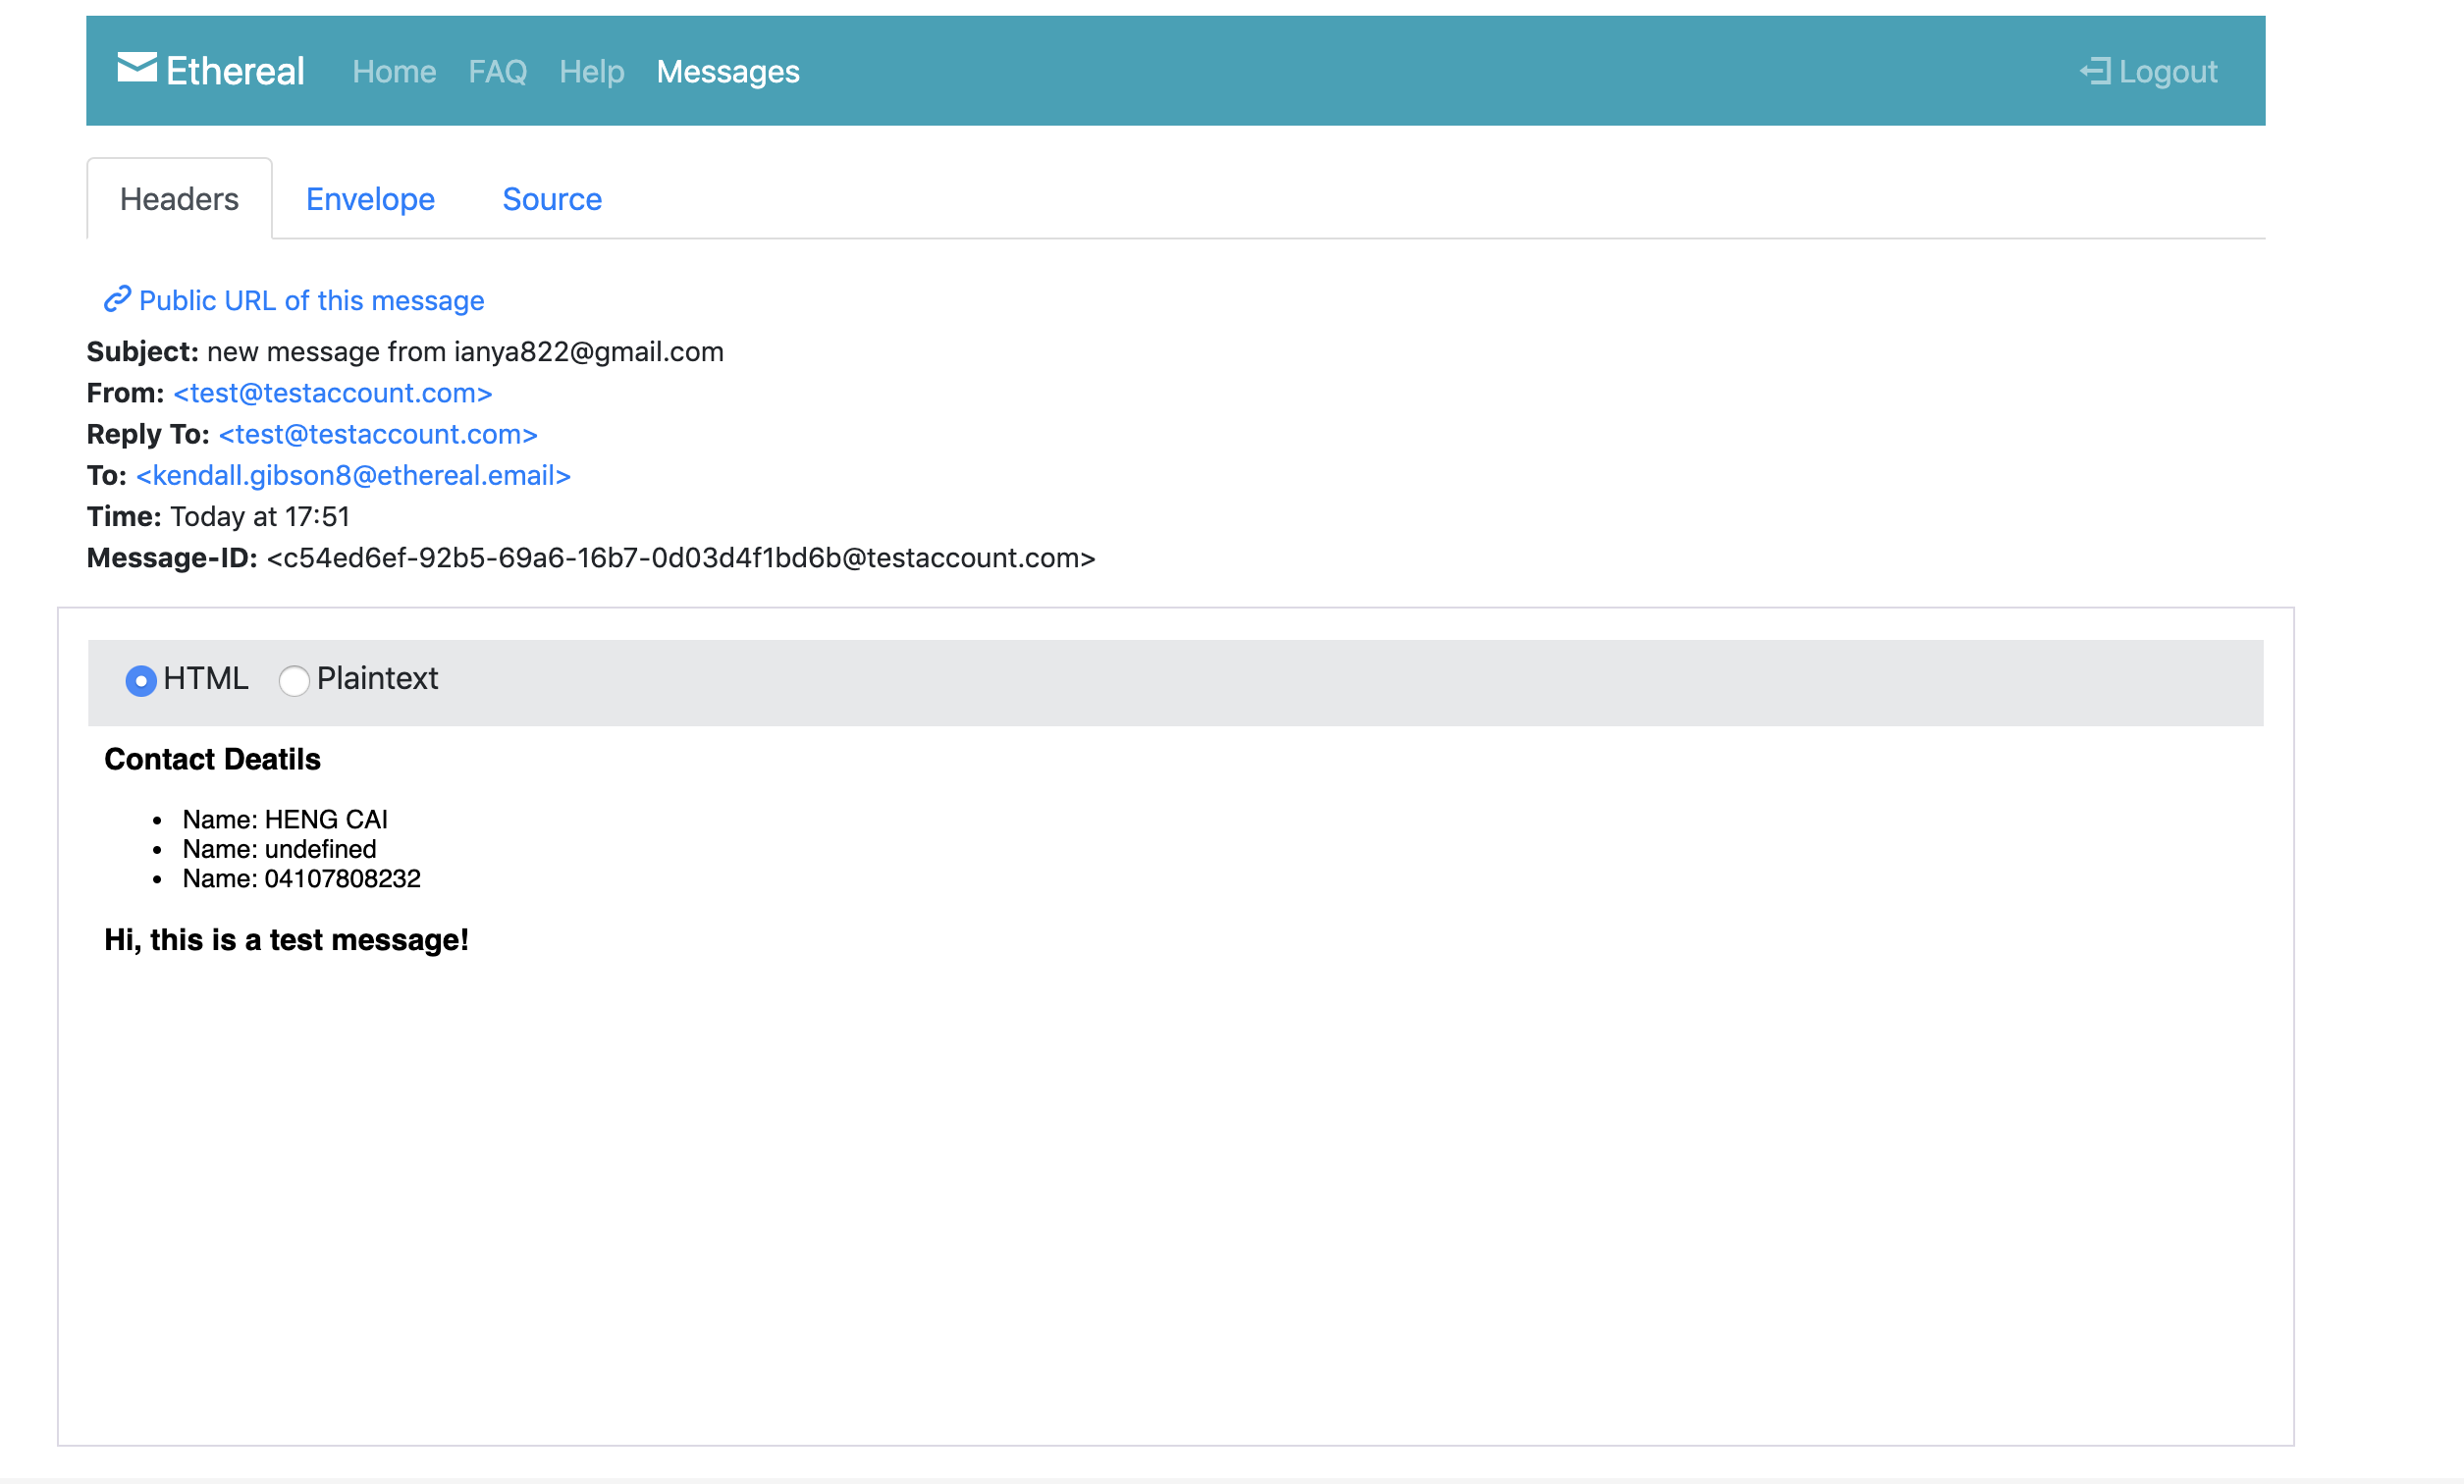 Ethereal Home FAQ Help Messages Logout
Headers Envelope Source
Public URL of this message
Subject: new message from ianya822@gmail.com
From: <test@testaccount.com>
Reply To: <test@testaccount.com>
To: <kendall.gibson8@ethereal.email>
Time: Today at 17:51
Message-ID: <c54ed6ef-92b5-69a6-16b7-0d03d4f1bd6b@testaccount.com>
HTML Plaintext
Contact Deatils
• Name: HENG CAI
• Name: undefined
• Name: 04107808232
Hi, this is a test message!